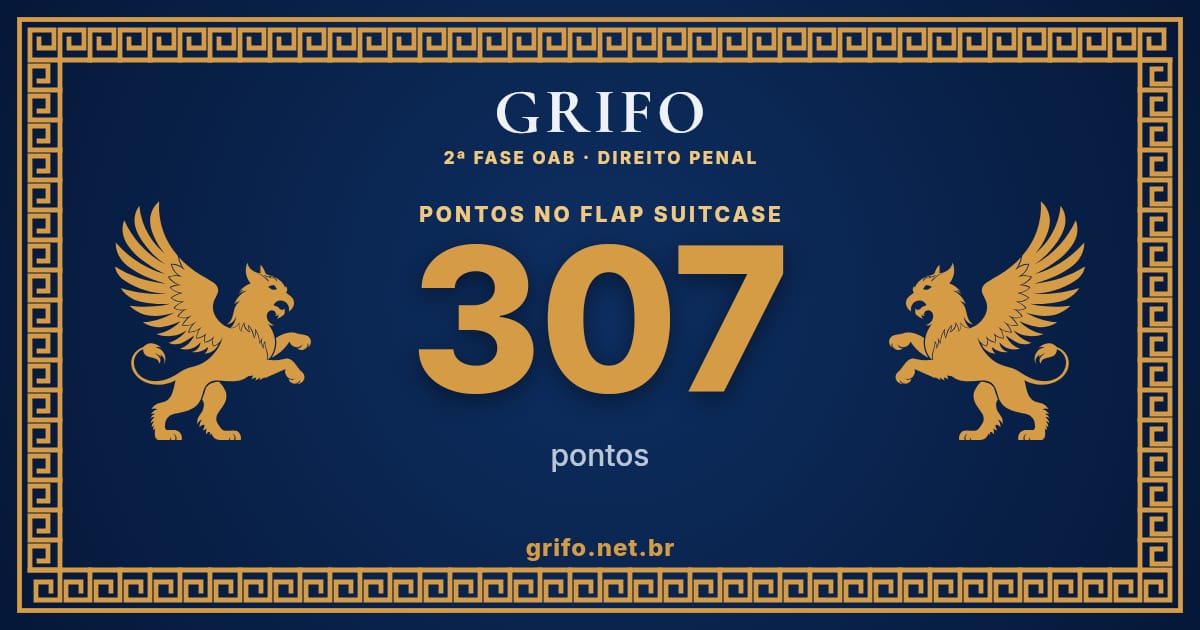 GRIFO
2ª FASE OAB · DIREITO PENAL
PONTOS NO FLAP SUITCASE
307
pontos
grifo.net.br